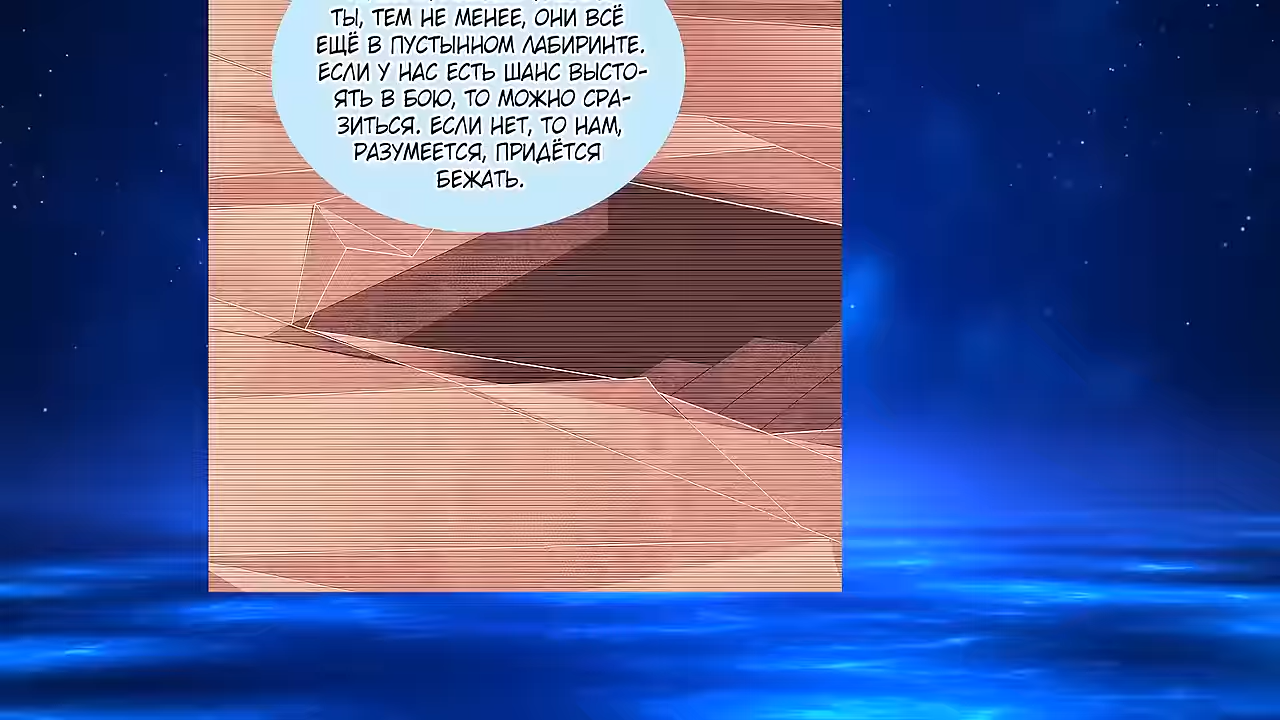 ТЫ, ТЕМ НЕ МЕНЕЕ, ОНИ ВСЁ
ЕЩЁ В ПУСТЫННОМ ЛАБИРИНТЕ.
ЕСЛИ У НАС ЕСТЬ ШАНС ВЫСТО-
ЯТЬ В БОЮ, ТО МОЖНО СРА-
ЗИТЬСЯ. ЕСЛИ НЕТ, ТО НАМ,
РАЗУМЕЕТСЯ, ПРИДЁТСЯ
БЕЖАТЬ.